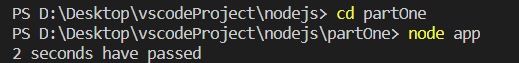 PS D:\Desktop\vscodeProject\nodejs> cd partOne
PS D:\Desktop\vscodeProject\nodejs\partOne> node app
2 seconds have passed